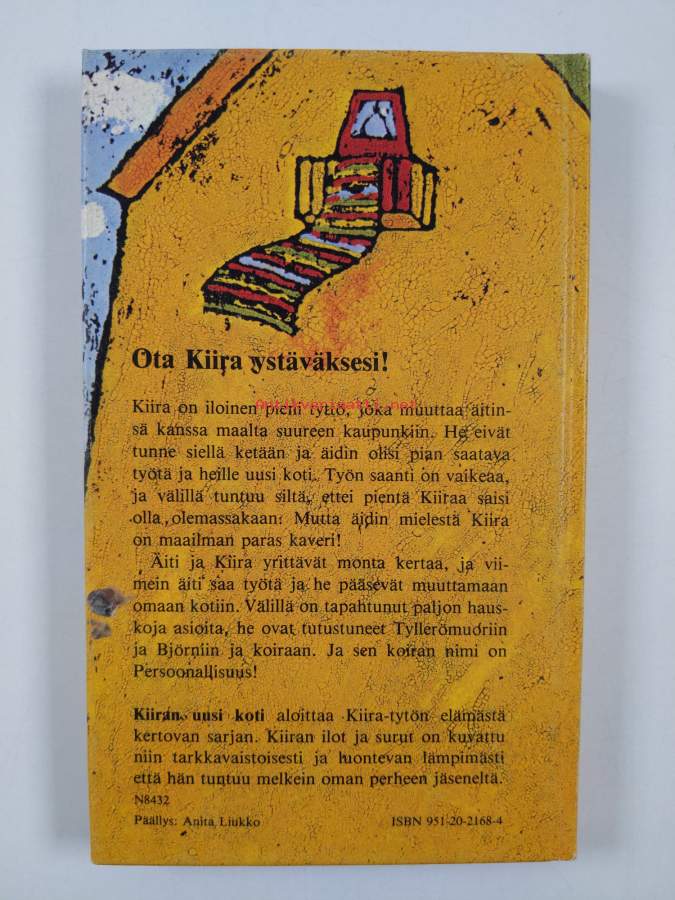 Ota Kiira ystäväksesi!
Kiira on iloinen pieni tyttö, joka muuttaa äitin-
Antikvariaatti.net
sä kanssa maalta suureen kaupunkiin. He eivät
tunne siellä ketään ja äidin olisi pian saatava
työtä ja heille uusi koti. Työn saanti on vaikeaa,
ja välillä tuntuu siltä, ettei pientä Kiiraa saisi
olla olemassakaan. Mutta äidin mielestä Kiira
on maailman paras kaveri!
Äiti ja Kiira yrittävät monta kertaa, ja vii-
mein äiti saa työtä ja he pääsevät muuttamaan
omaan kotiin. Välillä on tapahtunut paljon haus-
koja asioita, he ovat tutustuneet Tylleromuoriin
ja Björniin ja koiraan. Ja sen koiran nimi on
Persoonallisuus!
Kiiran uusi koti aloittaa Kiira-tytön elämästä
kertovan sarjan. Kiiran ilot ja surut on kuvattu
niin tarkkavaistoisesti ja luontevan lämpimästi
että hän tuntuu melkein oman perheen jäseneltä.
N8432
Päällys: Anita Liukko ISBN 951-20-2168-4